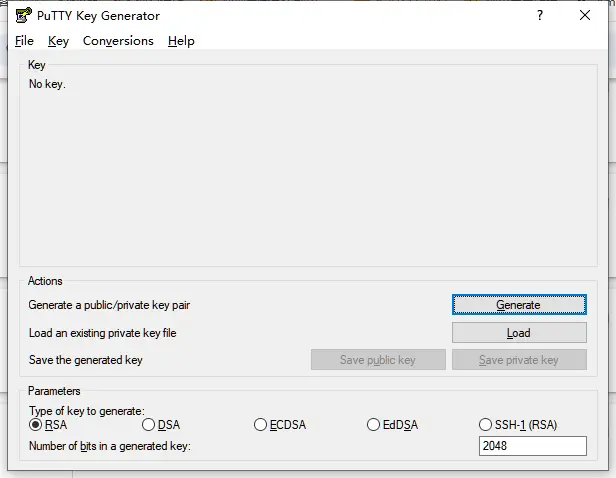 PuTTY Key Generator
?
File Key Conversions Help
Key
No key.
Actions
Generate a public/private key pair
Generate
Load an existing private key file
Load
Save the generated key
Save public key
Save private key
Parameters
Type of key to generate:
RSA DSA ECDSA EdDSA SSH-1 (RSA)
Number of bits in a generated key:
2048